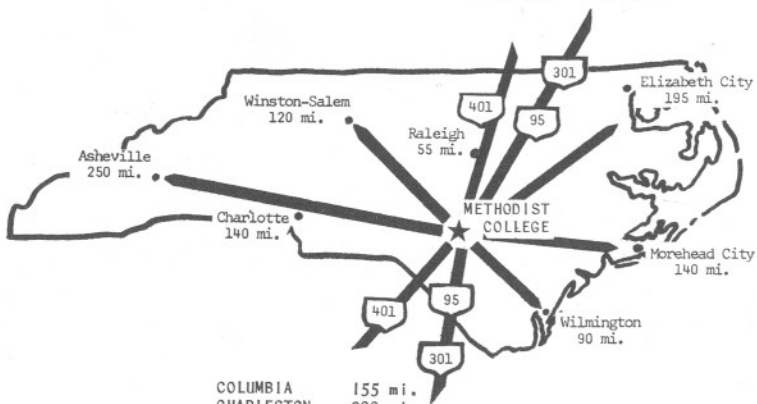 301
Elizabeth City
195 mi.
Winston-Salem
120 mi.
401
95
Raleigh
55 mi.
Asheville
250 mi.
METHODIST
COLLEGE
Charlotte
140 mi.
Morehead City
140 mi.
401
95
Wilmington
90 mi.
301
COLUMBIA 155 mi.